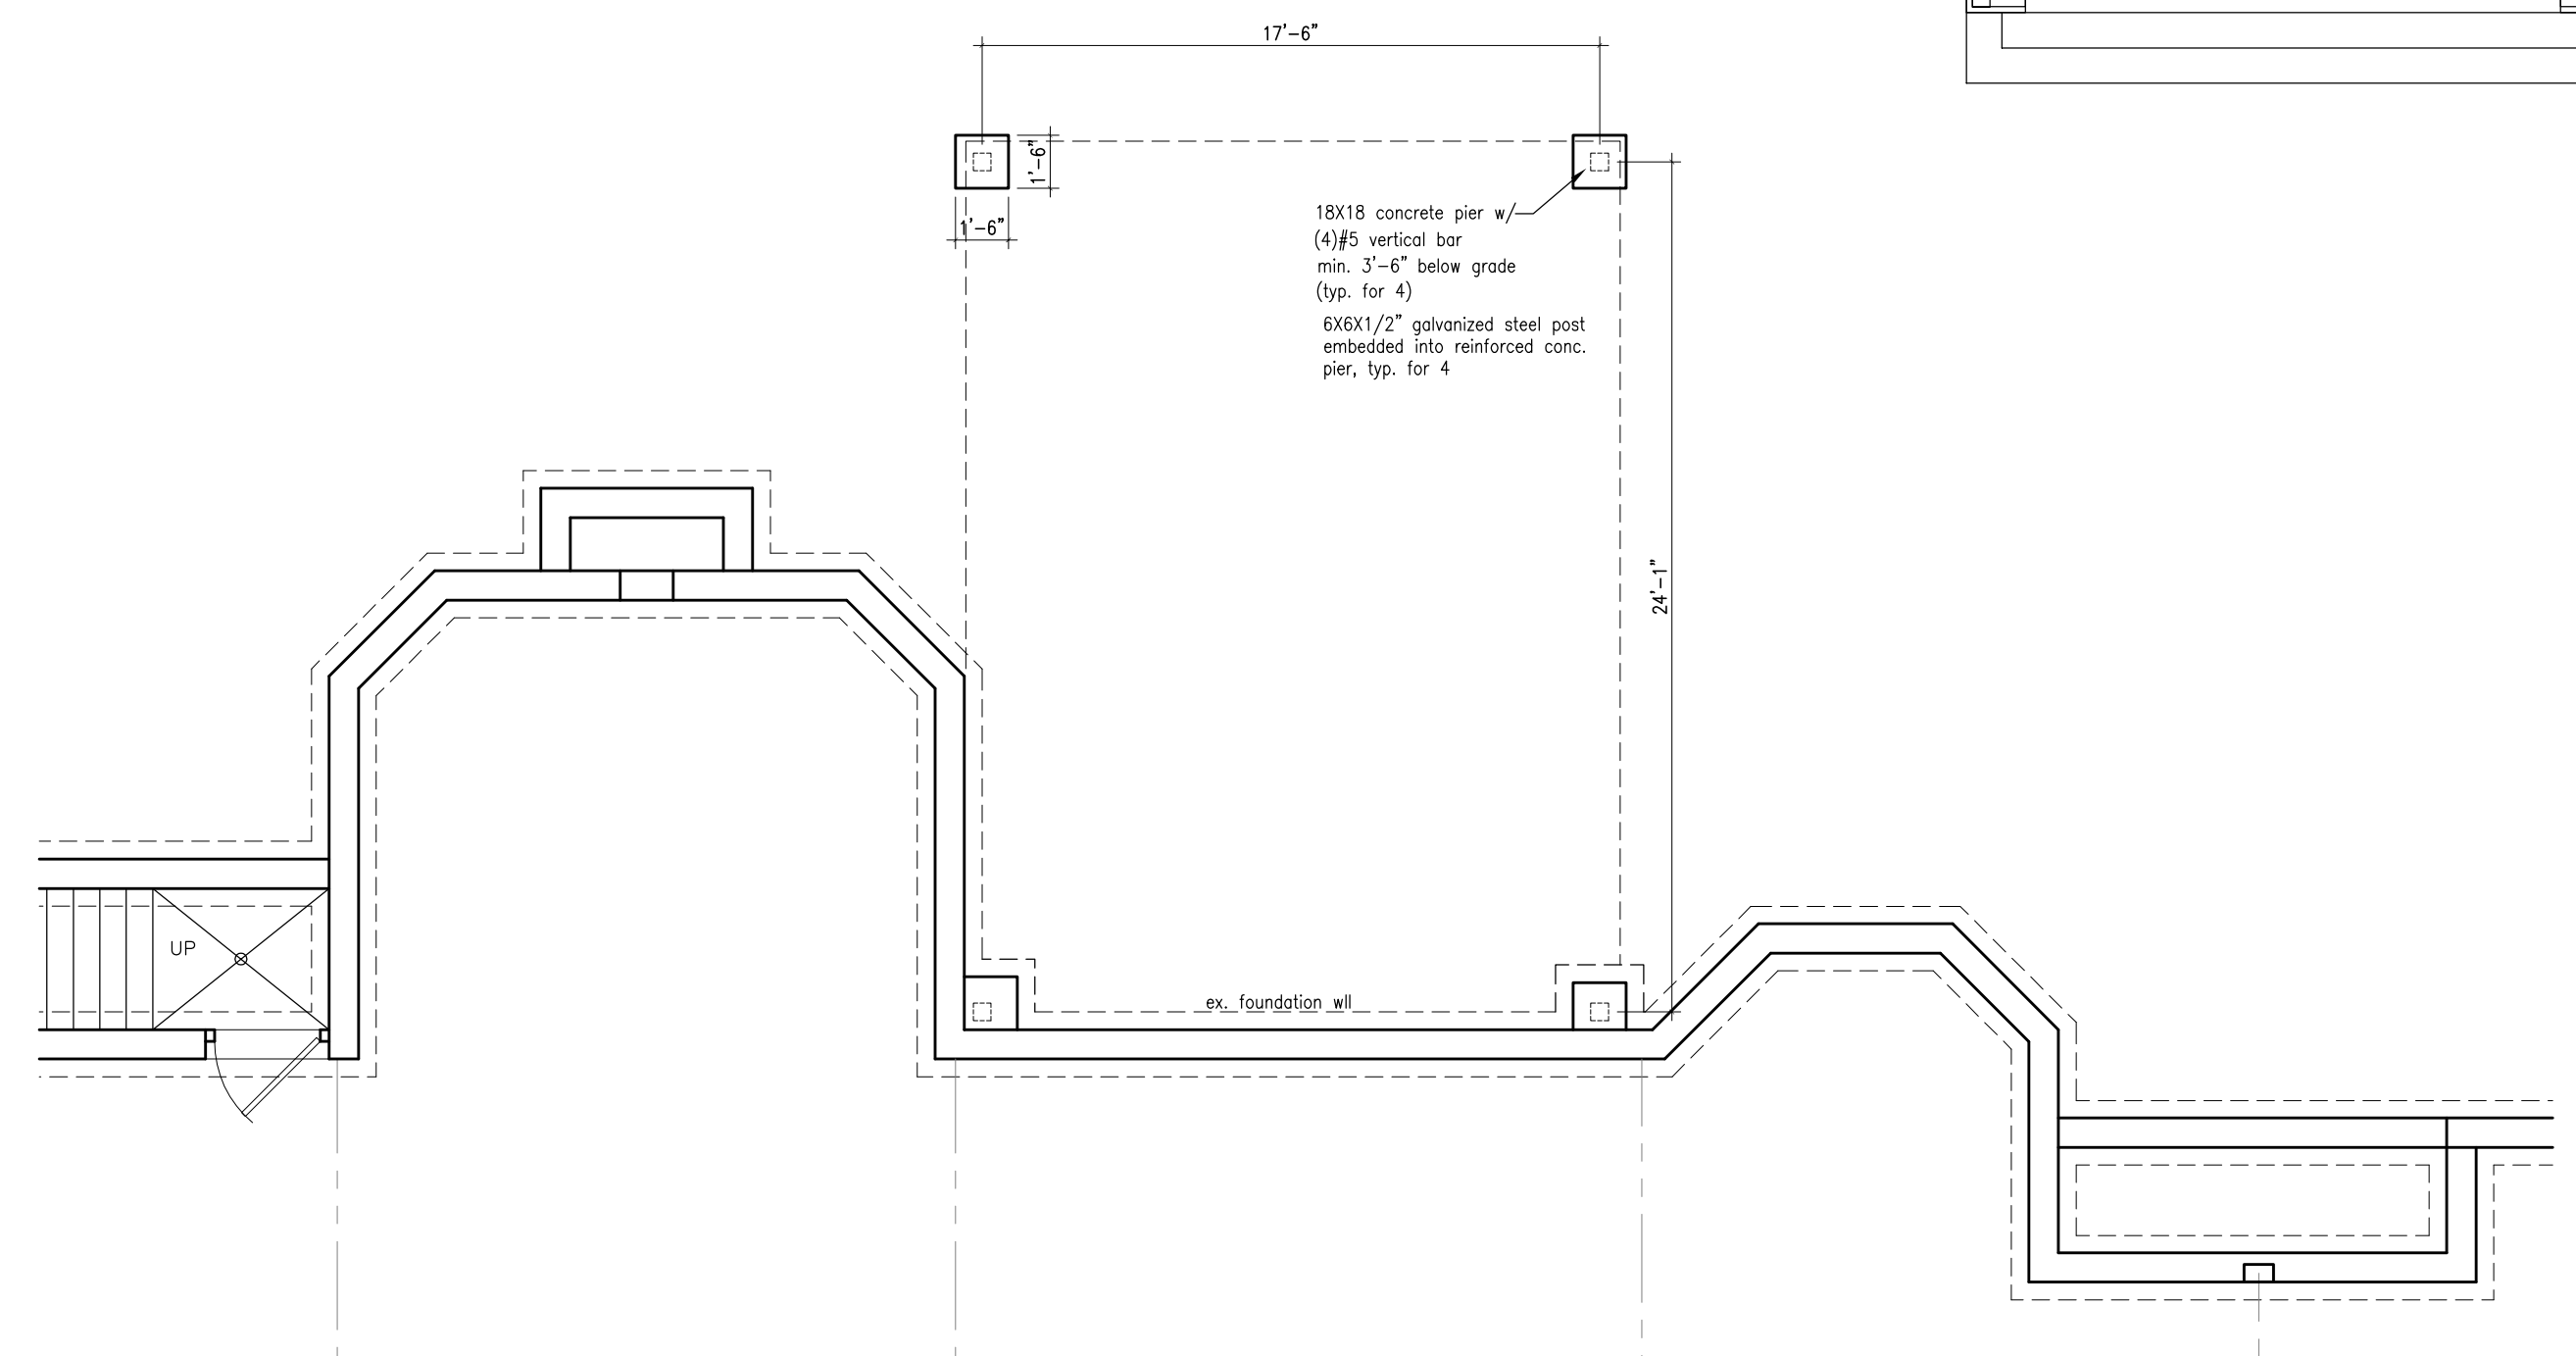 17'-6"
1'-6"
1'-6"
18X18 concrete pier w/
(4)#5 vertical bar
min. 3'-6" below grade
(typ. for 4)
6X6X1/2" galvanized steel post
embedded into reinforced conc.
pier, typ. for 4
24'-1"
UP
ex. foundation wll